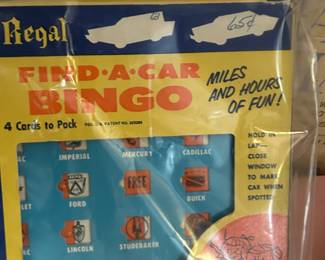 Regal
65¢
FIND·A·CAR
BINGO
MILES
AND HOURS
OF FUN!
4 Cards to Pack
HOLD IN
LAP—
CLOSE
WINDOW
TO MARK
CAR WHEN
SPOTTED
IMPERIAL
MERCURY
CADILLAC
FREE
FORD
BUICK
LINCOLN
STUDEBAKER